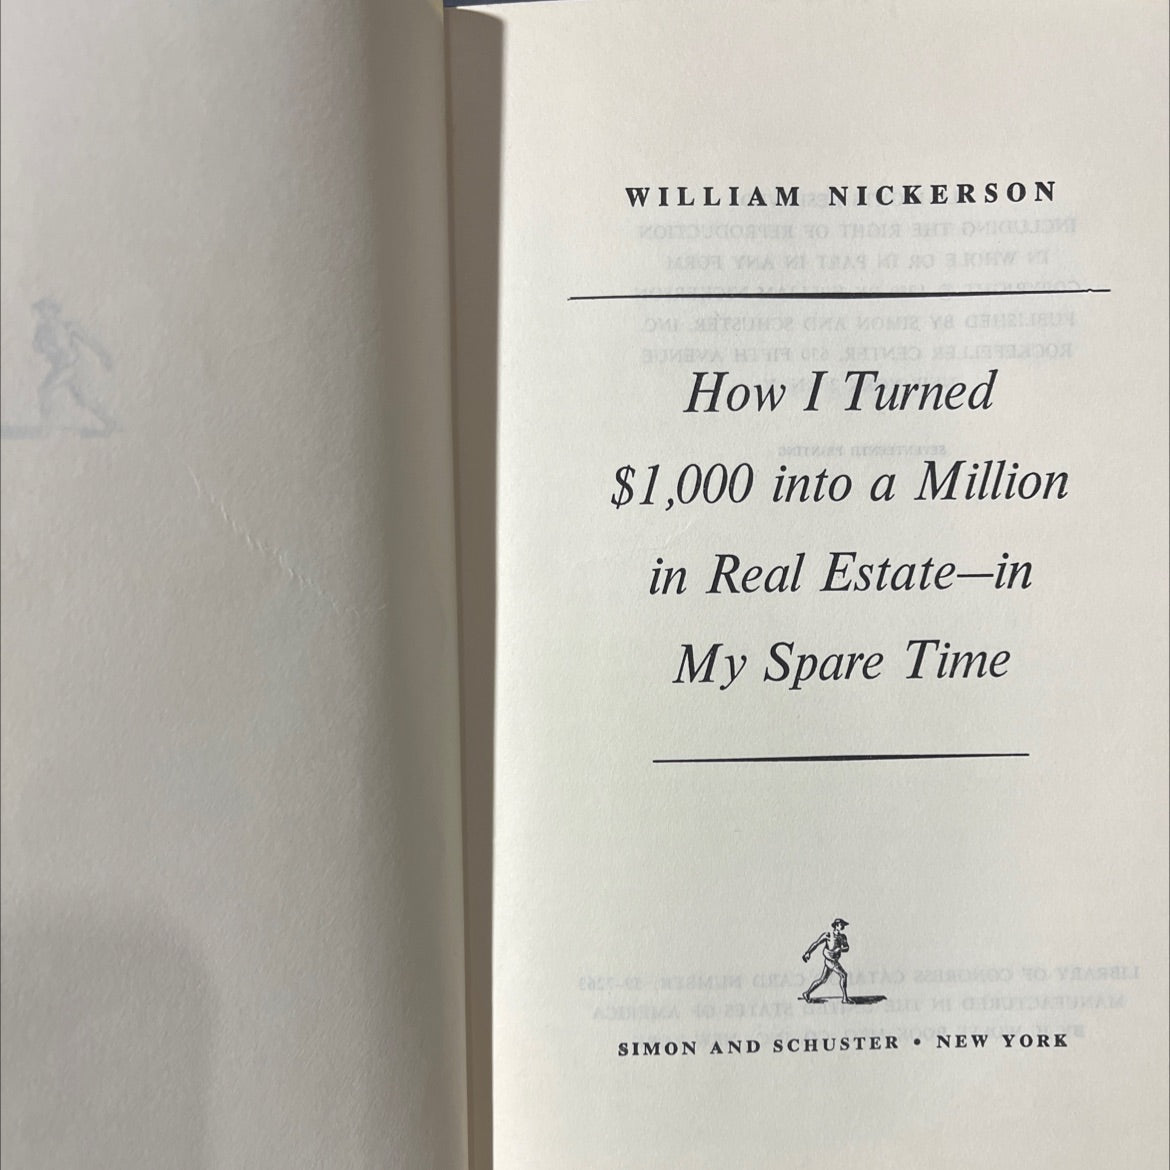 WILLIAM NICKERSON
How I Turned
$1,000 into a Million
in Real Estate—in
My Spare Time
SIMON AND SCHUSTER • NEW YORK